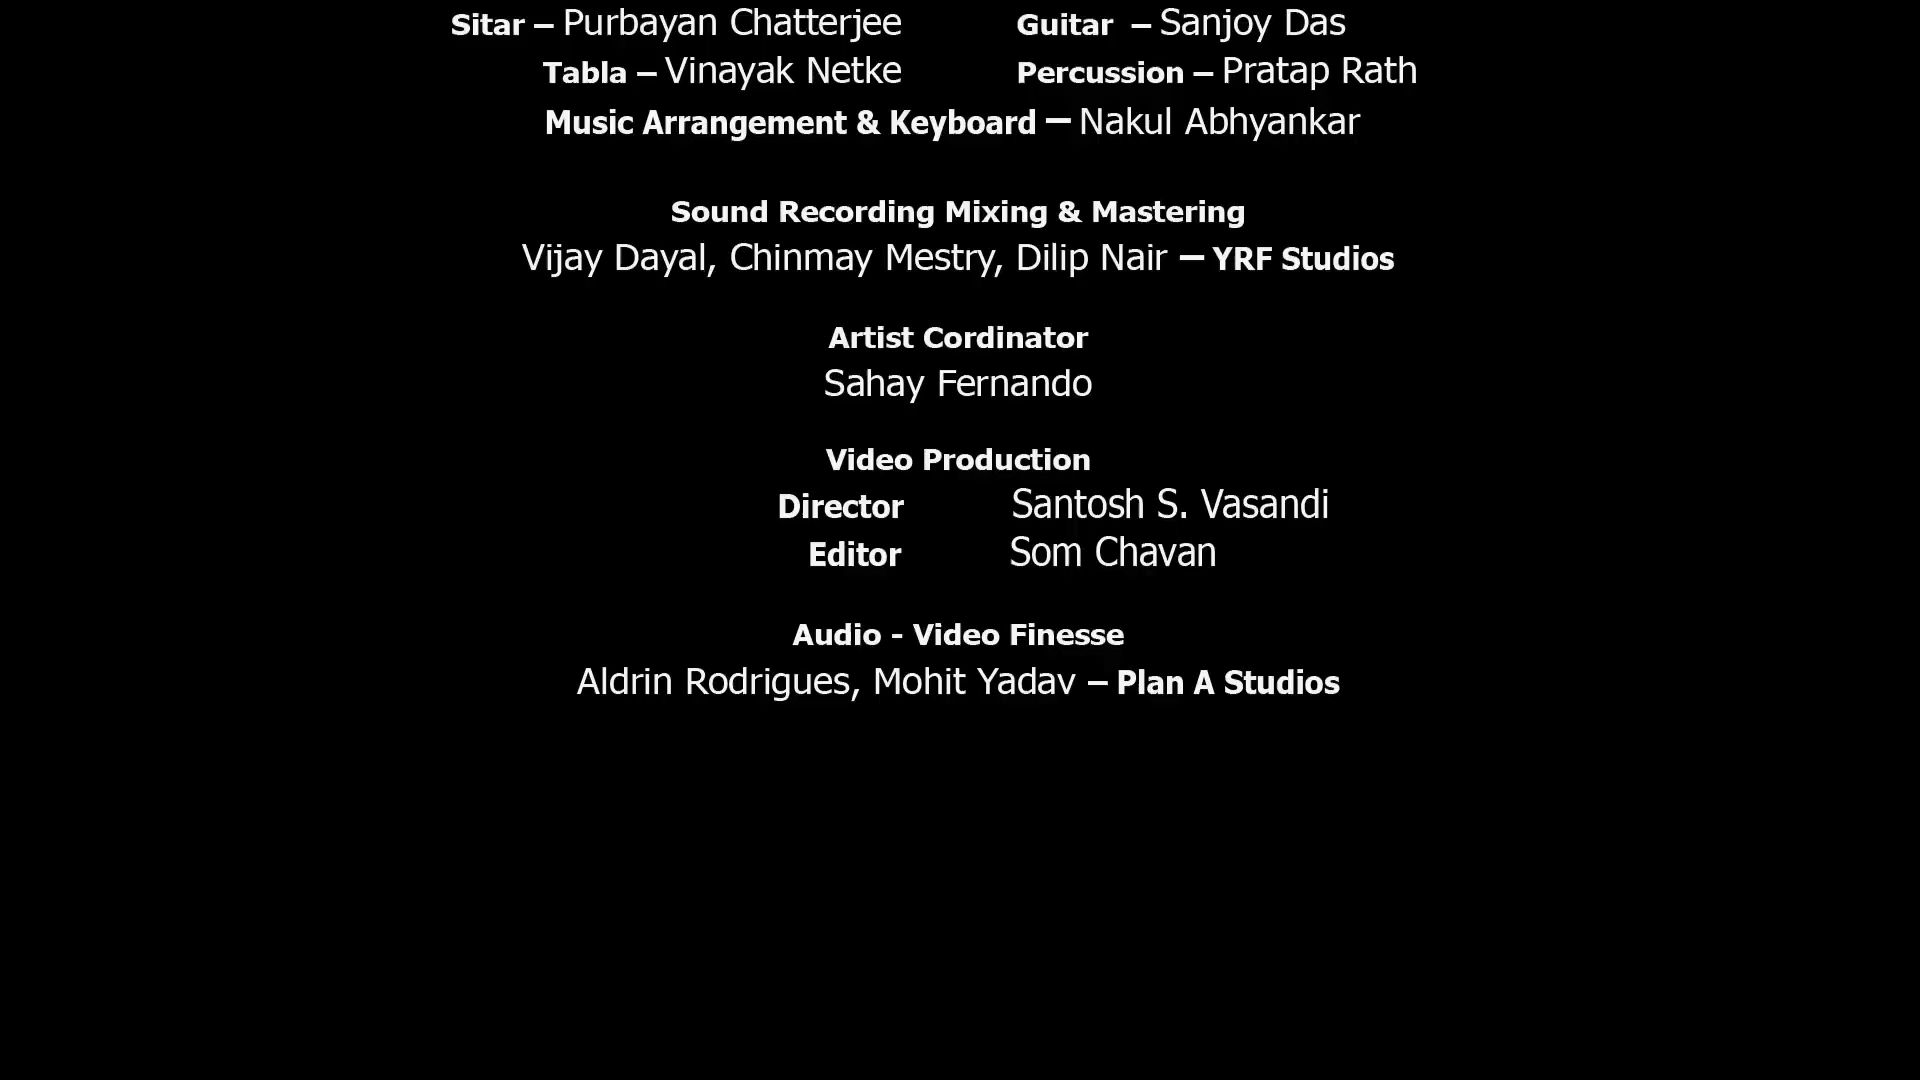 Sitar – Purbayan Chatterjee Guitar – Sanjoy Das
Tabla – Vinayak Netke Percussion – Pratap Rath
Music Arrangement & Keyboard – Nakul Abhyankar
Sound Recording Mixing & Mastering
Vijay Dayal, Chinmay Mestry, Dilip Nair – YRF Studios
Artist Cordinator
Sahay Fernando
Video Production
Director Santosh S. Vasandi
Editor Som Chavan
Audio - Video Finesse
Aldrin Rodrigues, Mohit Yadav – Plan A Studios